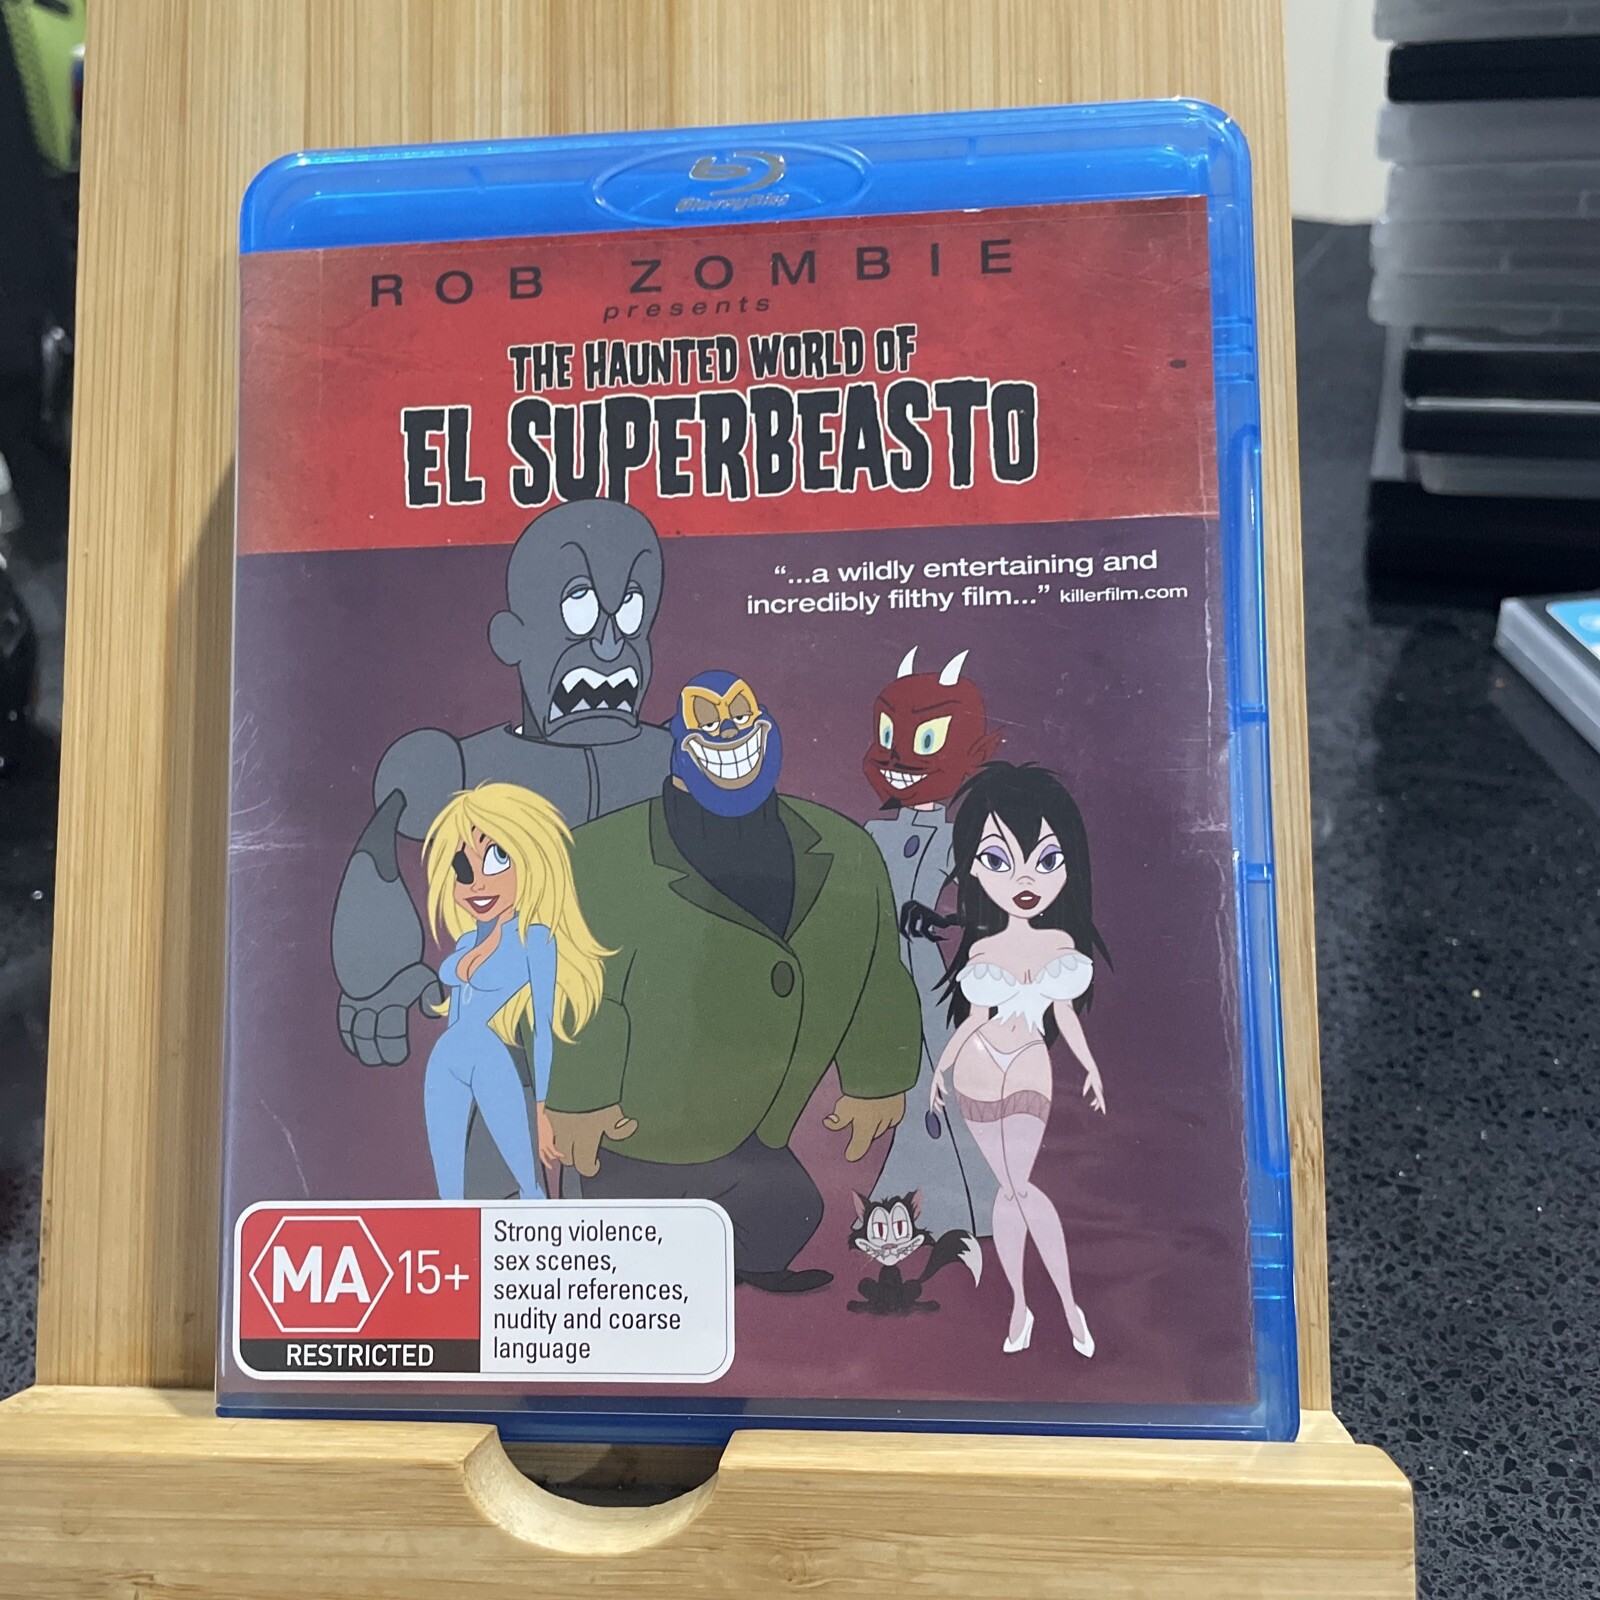 Blu-ray Disc
ROB ZOMBIE
presents
THE HAUNTED WORLD OF
EL SUPERBEASTO
“...a wildly entertaining and
incredibly filthy film...” killerfilm.com
MA 15+
RESTRICTED
Strong violence,
sex scenes,
sexual references,
nudity and coarse
language